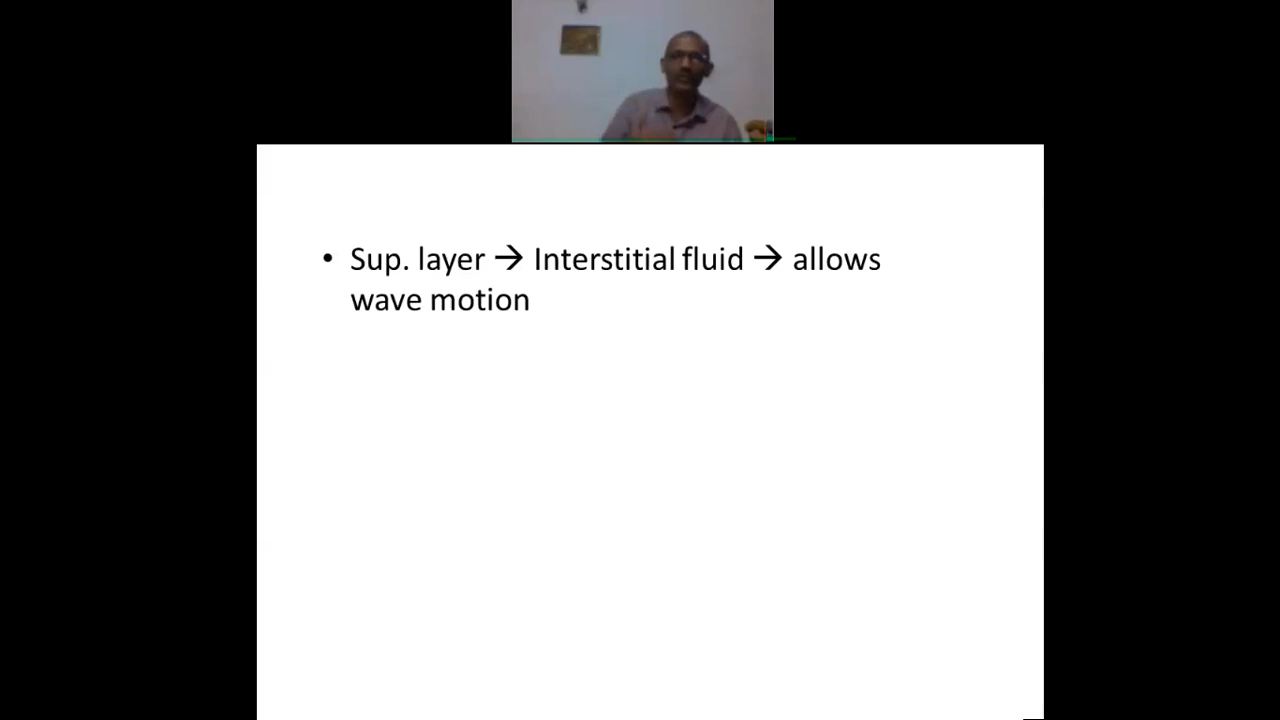 • Sup. layer → Interstitial fluid → allows
wave motion